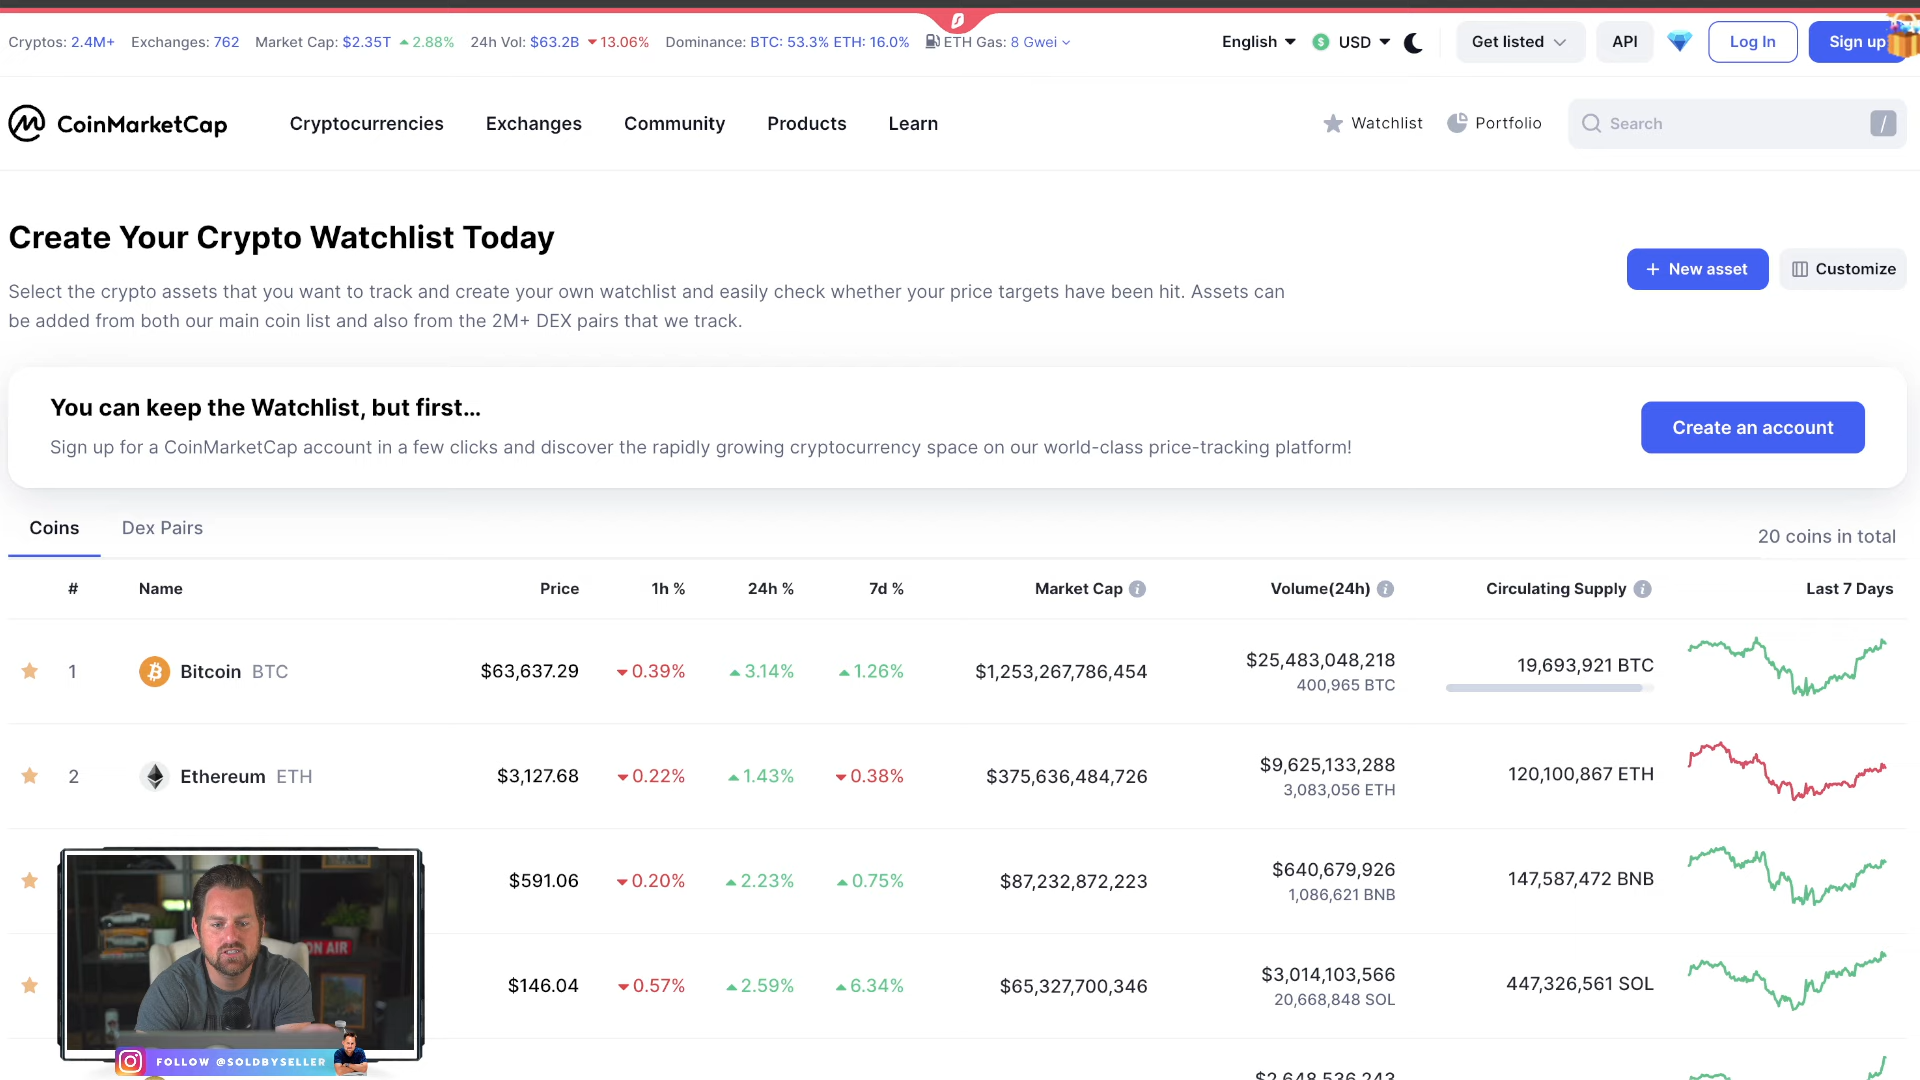 Cryptos: 2.4M+ Exchanges: 762 Market Cap: $2.35T 2.88% 24h Vol: $63.2B 13.06% Dominance: BTC: 53.3% ETH: 16.0% ETH Gas: 8 Gwei English USD Get listed API Log In Sign up
CoinMarketCap Cryptocurrencies Exchanges Community Products Learn Watchlist Portfolio Search /
Create Your Crypto Watchlist Today
+ New asset Customize
Select the crypto assets that you want to track and create your own watchlist and easily check whether your price targets have been hit. Assets can
be added from both our main coin list and also from the 2M+ DEX pairs that we track.
You can keep the Watchlist, but first...
Sign up for a CoinMarketCap account in a few clicks and discover the rapidly growing cryptocurrency space on our world-class price-tracking platform!
Create an account
Coins Dex Pairs 20 coins in total
# Name Price 1h % 24h % 7d % Market Cap Volume(24h) Circulating Supply Last 7 Days
1 Bitcoin BTC $63,637.29 0.39% 3.14% 1.26% $1,253,267,786,454 $25,483,048,218 19,693,921 BTC
400,965 BTC
2 Ethereum ETH $3,127.68 0.22% 1.43% 0.38% $375,636,484,726 $9,625,133,288 120,100,867 ETH
3,083,056 ETH
$591.06 0.20% 2.23% 0.75% $87,232,872,223 $640,679,926 147,587,472 BNB
1,086,621 BNB
ON AIR
$146.04 0.57% 2.59% 6.34% $65,327,700,346 $3,014,103,566 447,326,561 SOL
20,668,848 SOL
FOLLOW @SOLDBYSELLER
$2,648,536,243